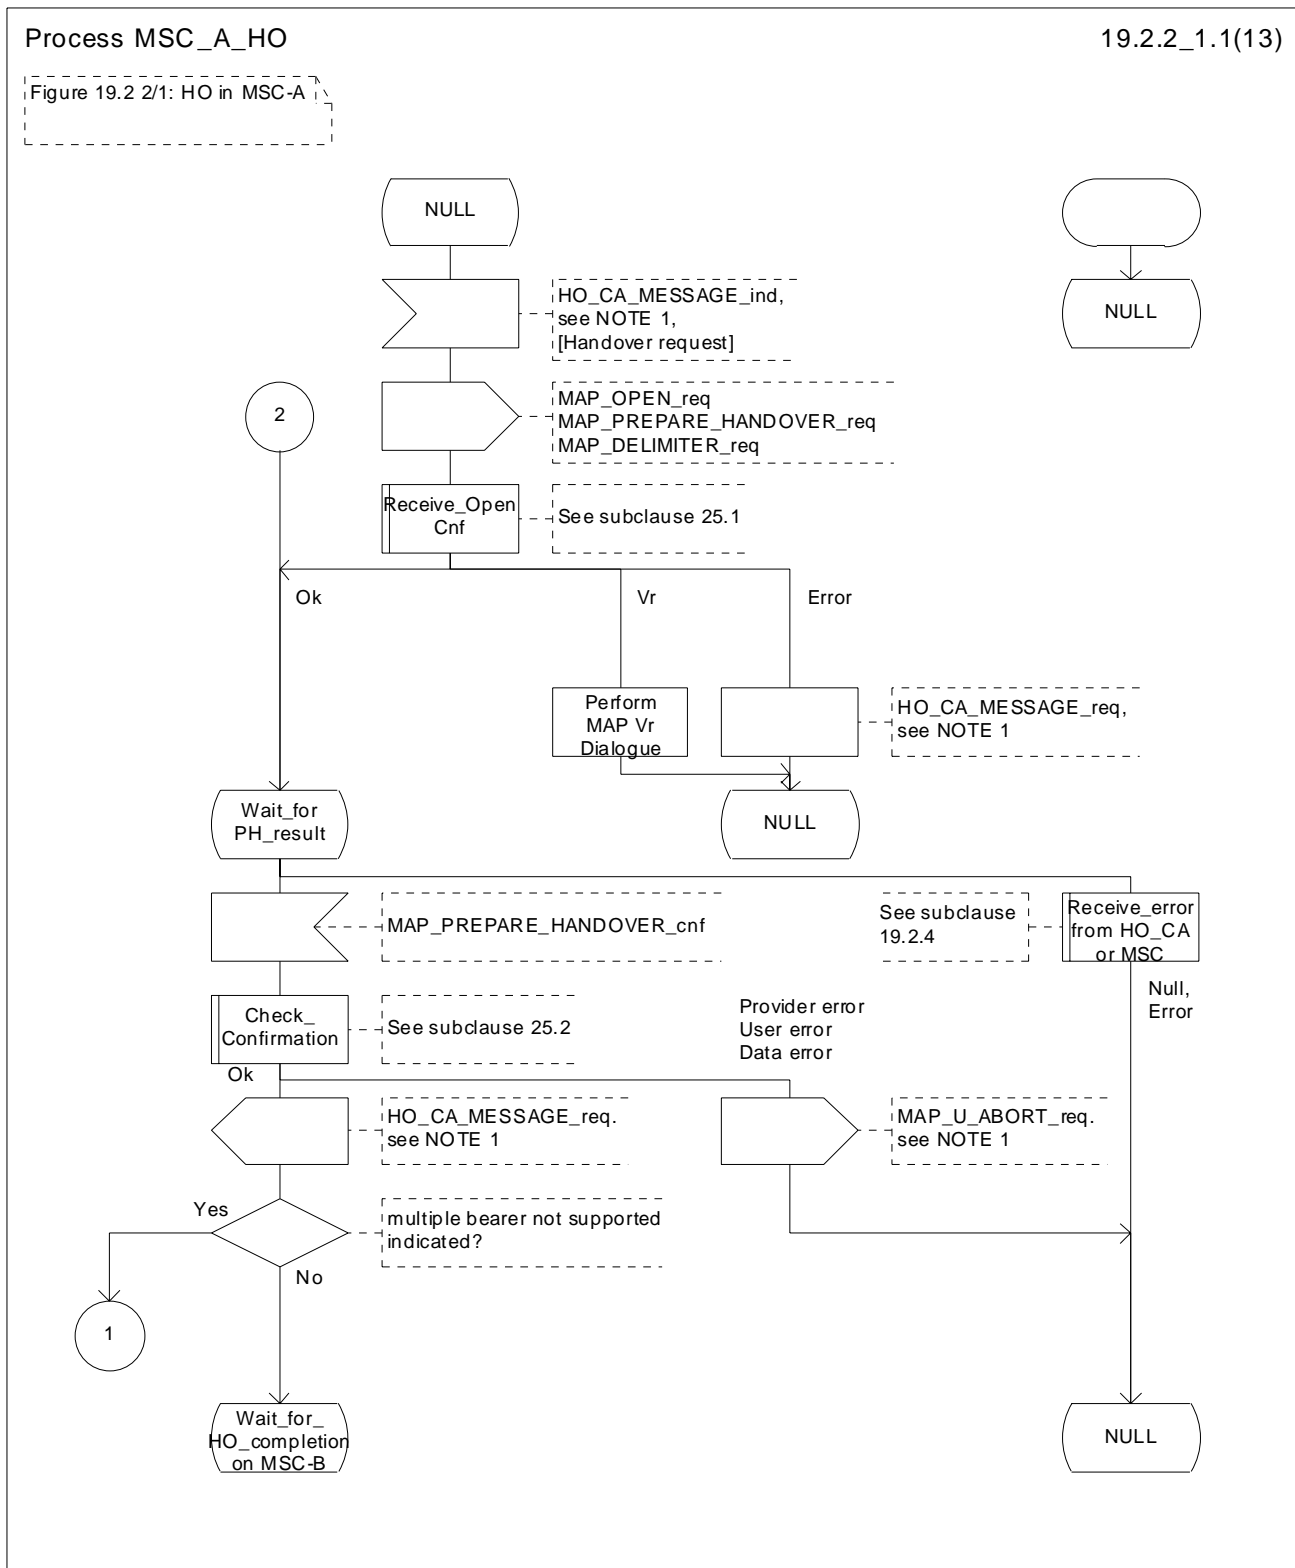 Process MSC_A_HO
19.2.2_1.1(13)
Figure 19.2 2/1: HO in MSC-A
NULL
HO_CA_MESSAGE_ind,
see NOTE 1,
[Handover request]
NULL
2
MAP_OPEN_req
MAP_PREPARE_HANDOVER_req
MAP_DELIMITER_req
Receive_Open
Cnf
See subclause 25.1
Ok
Vr
Error
Perform
MAP Vr
Dialogue
HO_CA_MESSAGE_req,
see NOTE 1
Wait_for
PH_result
NULL
MAP_PREPARE_HANDOVER_cnf
See subclause
19.2.4
Receive_error
from HO_CA
or MSC
Null,
Error
Check_
Confirmation
See subclause 25.2
Provider error
User error
Data error
Ok
HO_CA_MESSAGE_req.
see NOTE 1
MAP_U_ABORT_req.
see NOTE 1
Yes
multiple bearer not supported
indicated?
No
1
Wait_for_
HO_completion
on MSC-B
NULL